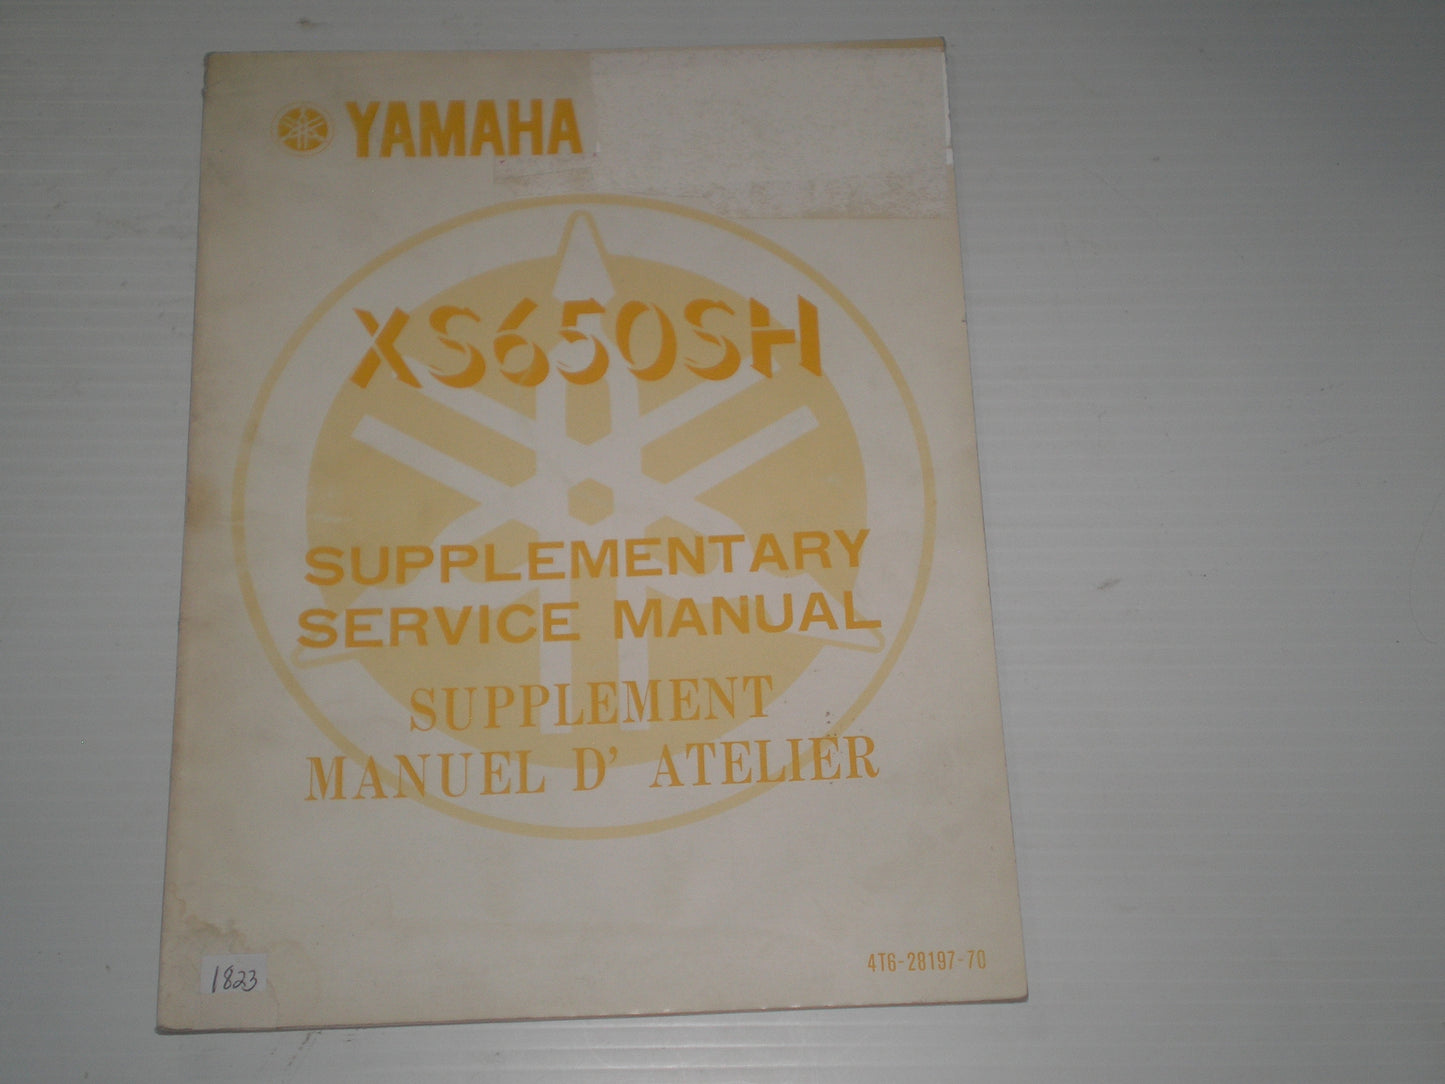 YAMAHA
XS650SH
SUPPLEMENTARY
SERVICE MANUAL
SUPPLEMENT
MANUEL D' ATELIER
4T6-28197-70
1823